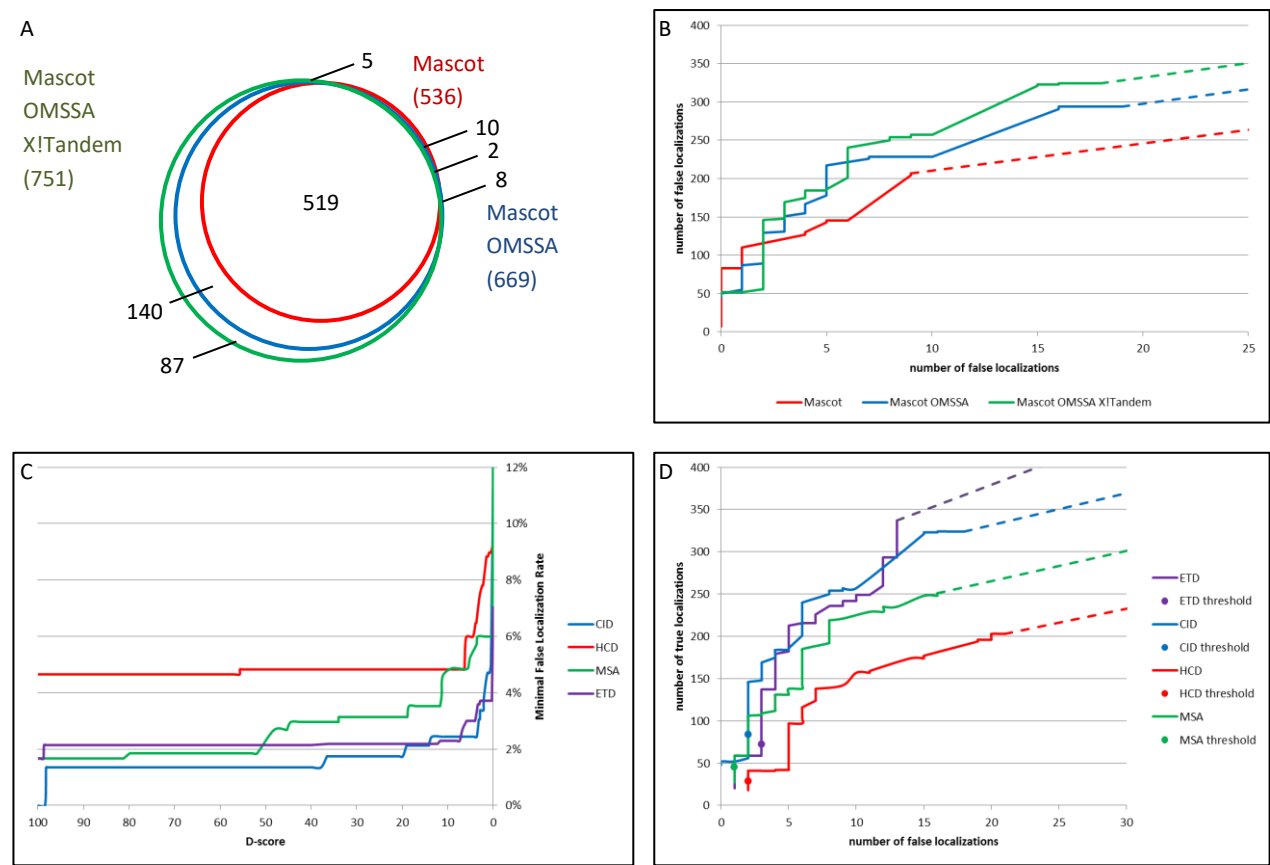 A
Mascot
OMSSA
X!Tandem
(751)
5
Mascot
(536)
10
2
8
519
Mascot
OMSSA
(669)
140
87
B
number of false localizations
400
350
300
250
200
150
100
50
0
0 5 10 15 20 25
number of false localizations
Mascot Mascot OMSSA Mascot OMSSA X!Tandem
C
12%
10%
8%
6%
4%
2%
0%
Minimal False Localization Rate
CID
HCD
MSA
ETD
100 90 80 70 60 50 40 30 20 10 0
D-score
D
number of true localizations
400
350
300
250
200
150
100
50
0
0 5 10 15 20 25 30
number of false localizations
ETD
ETD threshold
CID
CID threshold
HCD
HCD threshold
MSA
MSA threshold